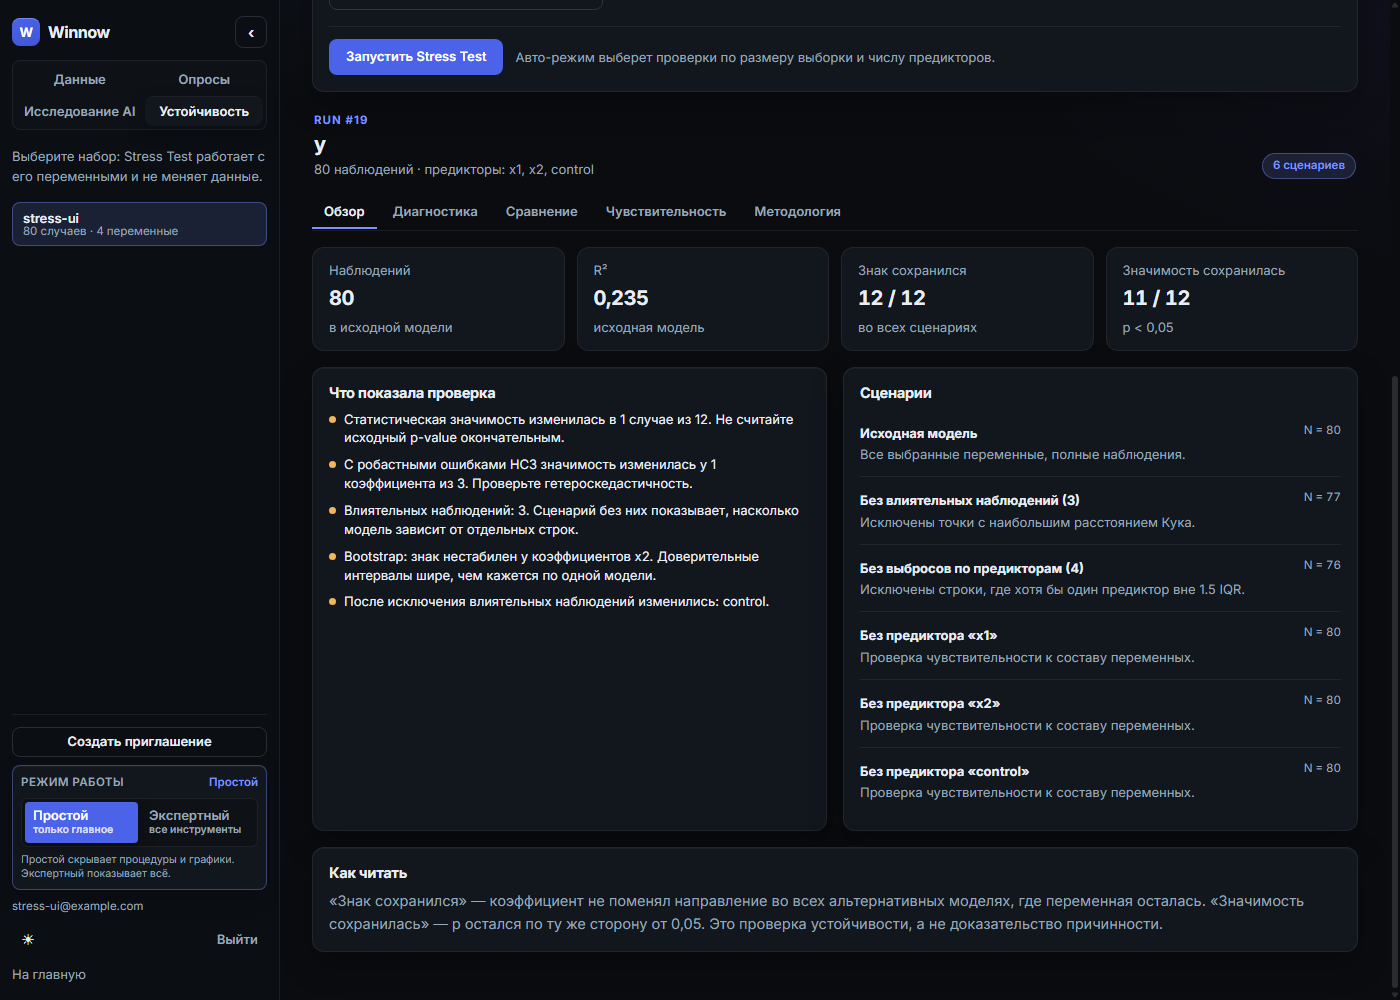 W Winnow ‹
Данные Опросы
Исследование AI Устойчивость
Выберите набор: Stress Test работает с
его переменными и не меняет данные.
stress-ui
80 случаев · 4 переменные
Создать приглашение
РЕЖИМ РАБОТЫ Простой
Простой Экспертный
только главное все инструменты
Простой скрывает процедуры и графики.
Экспертный показывает всё.
stress-ui@example.com
Выйти
На главную
Запустить Stress Test Авто-режим выберет проверки по размеру выборки и числу предикторов.
RUN #19
y
80 наблюдений · предикторы: x1, x2, control
6 сценариев
Обзор Диагностика Сравнение Чувствительность Методология
Наблюдений
80
в исходной модели
R²
0,235
исходная модель
Знак сохранился
12 / 12
во всех сценариях
Значимость сохранилась
11 / 12
p < 0,05
Что показала проверка
Статистическая значимость изменилась в 1 случае из 12. Не считайте
исходный p-value окончательным.
С робастными ошибками HC3 значимость изменилась у 1
коэффициента из 3. Проверьте гетероскедастичность.
Влиятельных наблюдений: 3. Сценарий без них показывает, насколько
модель зависит от отдельных строк.
Bootstrap: знак нестабилен у коэффициентов x2. Доверительные
интервалы шире, чем кажется по одной модели.
После исключения влиятельных наблюдений изменились: control.
Сценарии
Исходная модель N = 80
Все выбранные переменные, полные наблюдения.
Без влиятельных наблюдений (3) N = 77
Исключены точки с наибольшим расстоянием Кука.
Без выбросов по предикторам (4) N = 76
Исключены строки, где хотя бы один предиктор вне 1.5 IQR.
Без предиктора «x1» N = 80
Проверка чувствительности к составу переменных.
Без предиктора «x2» N = 80
Проверка чувствительности к составу переменных.
Без предиктора «control» N = 80
Проверка чувствительности к составу переменных.
Как читать
«Знак сохранился» — коэффициент не поменял направление во всех альтернативных моделях, где переменная осталась. «Значимость
сохранилась» — p остался по ту же сторону от 0,05. Это проверка устойчивости, а не доказательство причинности.